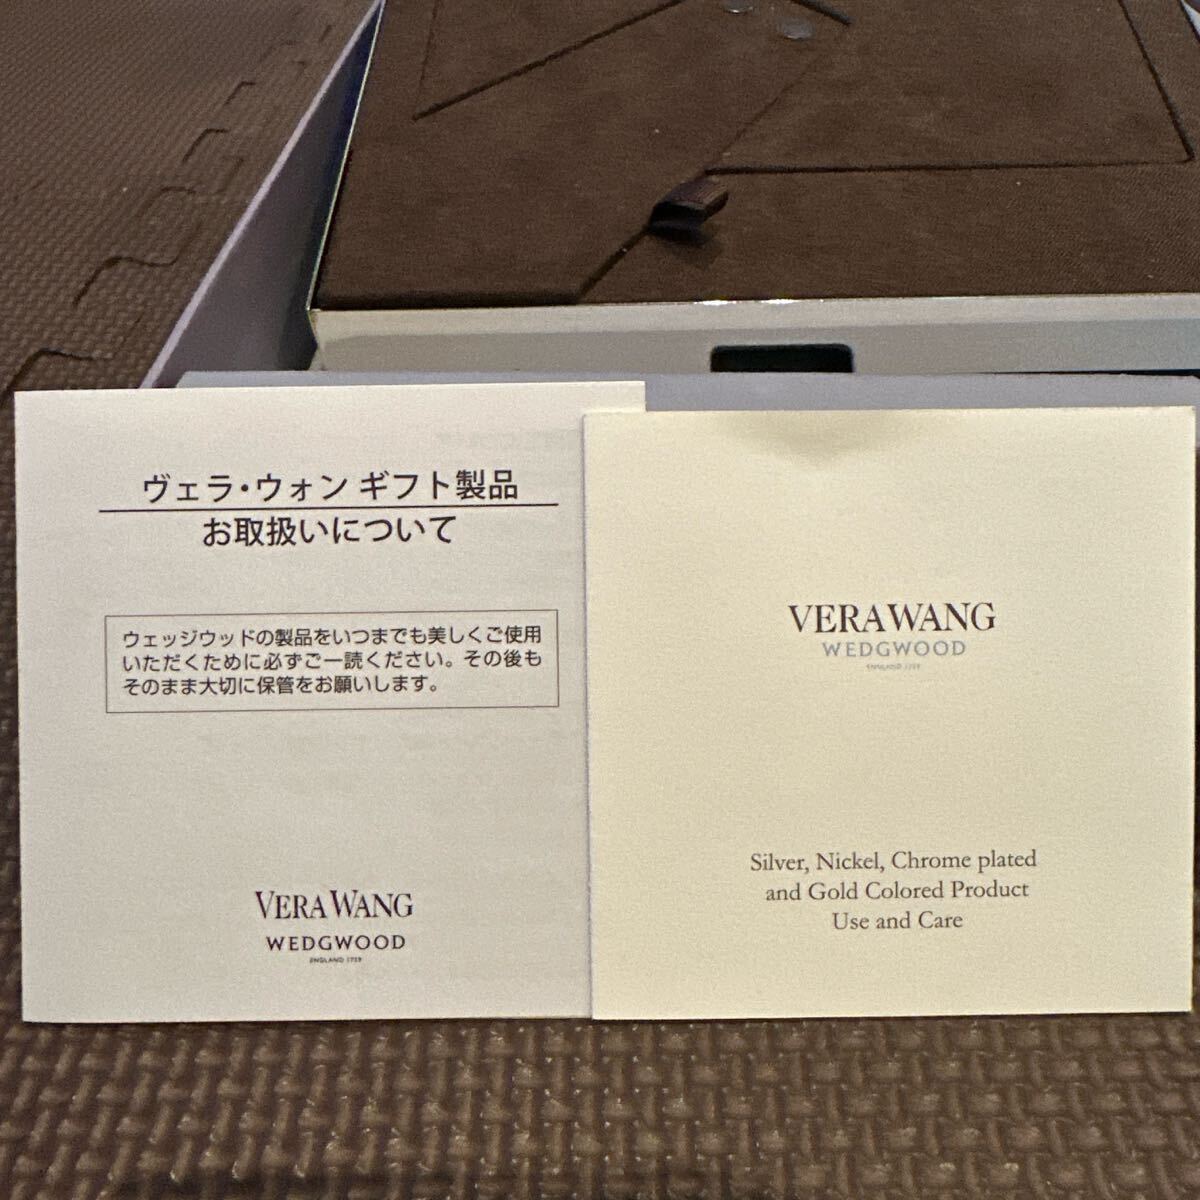 ヴェラ・ウォン ギフト製品
お取扱いについて
ウェッジウッドの製品をいつまでも美しくご使用
いただくために必ずご一読ください。その後も
そのまま大切に保管をお願いします。
VERA WANG
WEDGWOOD
ENGLAND 1759
VERA WANG
WEDGWOOD
ENGLAND 1759
Silver, Nickel, Chrome plated
and Gold Colored Product
Use and Care